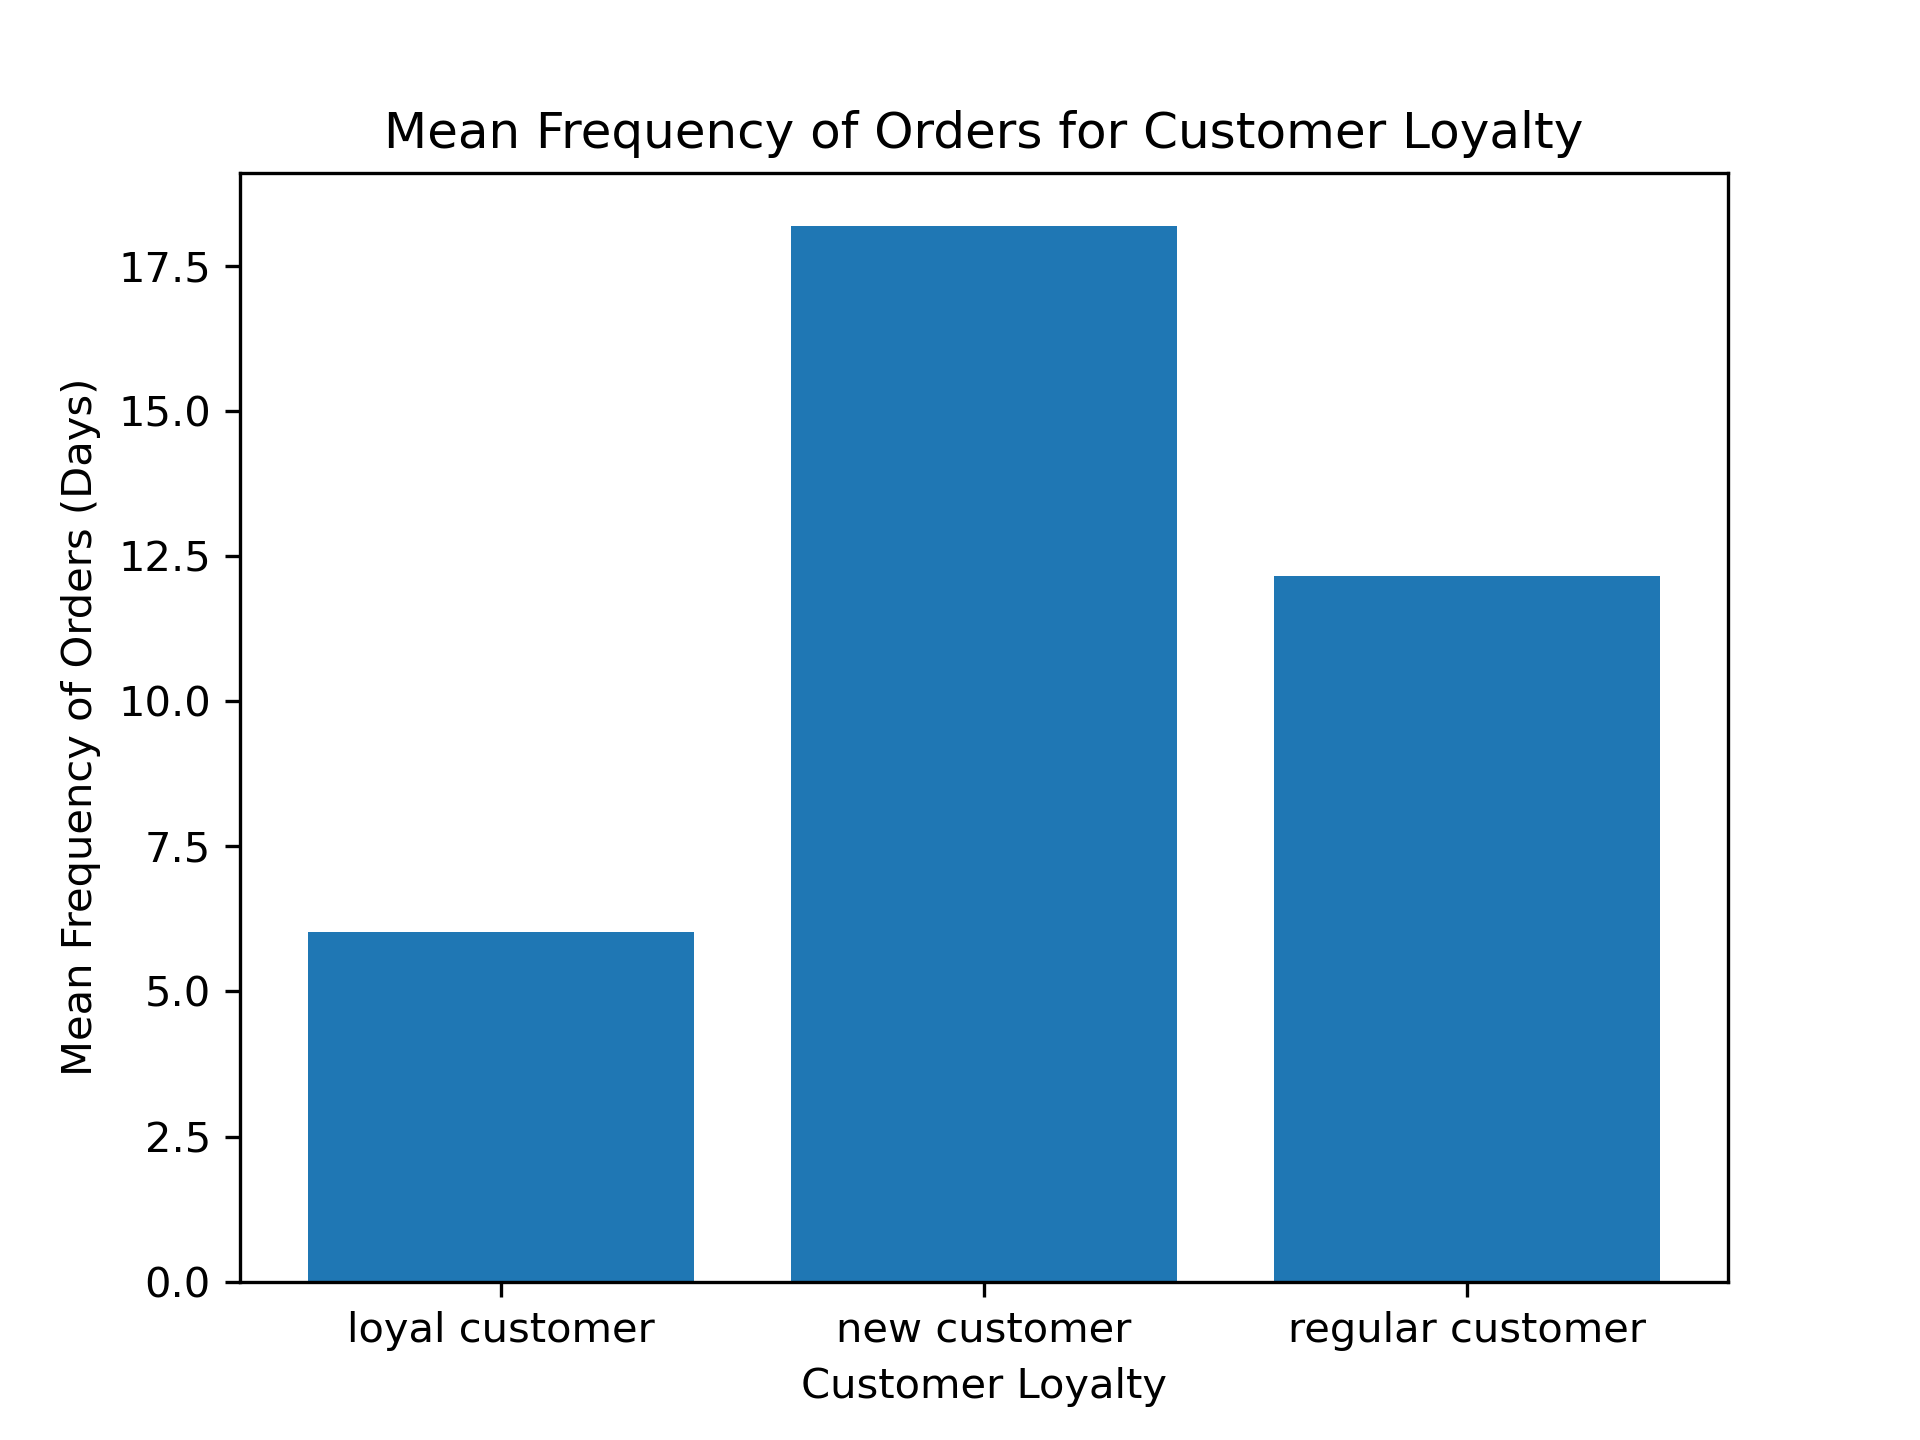 Mean Frequency of Orders for Customer Loyalty
Mean Frequency of Orders (Days)
17.5
15.0
12.5
10.0
7.5
5.0
2.5
0.0
loyal customer new customer regular customer
Customer Loyalty